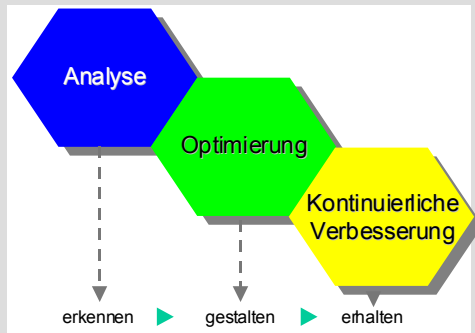 Analyse
Optimierung
Kontinuierliche
Verbesserung
erkennen gestalten erhalten